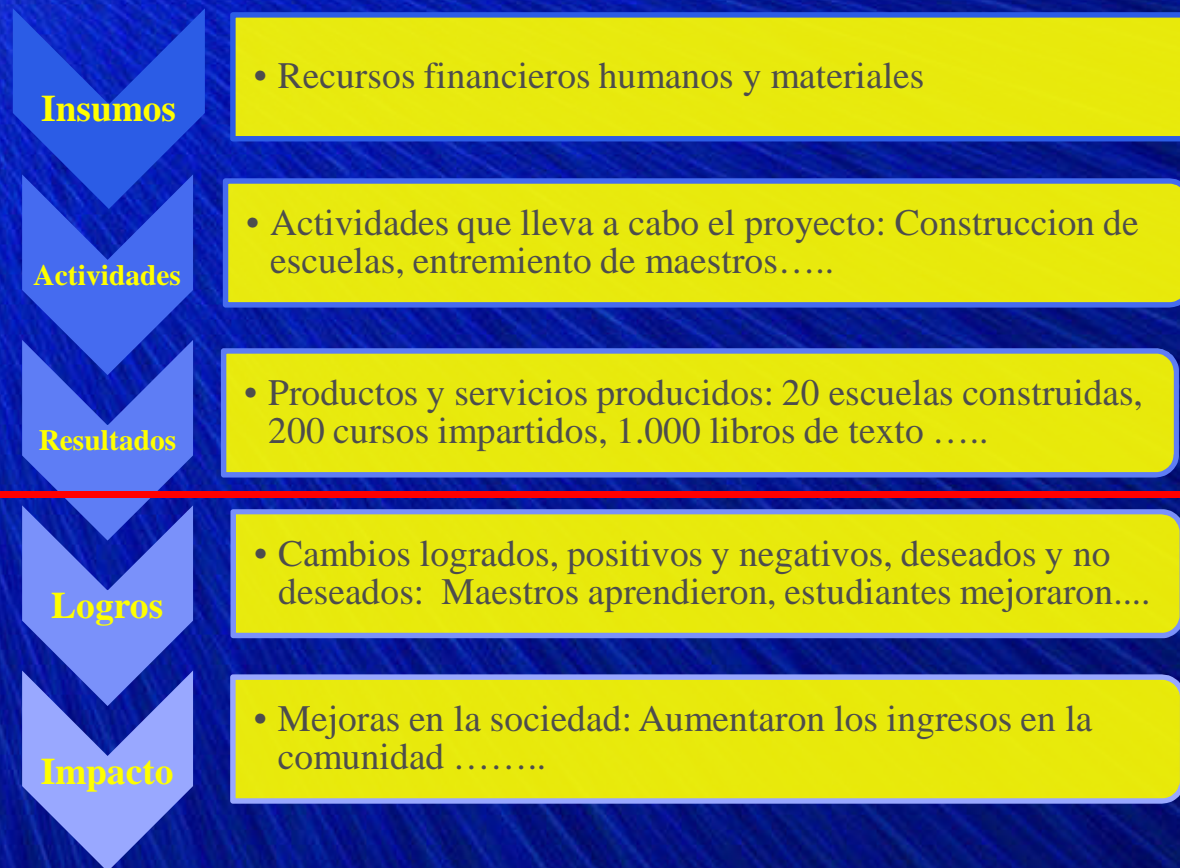 Insumos
• Recursos financieros humanos y materiales
Actividades
• Actividades que lleva a cabo el proyecto: Construccion de
escuelas, entremiento de maestros…..
Resultados
• Productos y servicios producidos: 20 escuelas construidas,
200 cursos impartidos, 1.000 libros de texto …..
Logros
• Cambios logrados, positivos y negativos, deseados y no
deseados: Maestros aprendieron, estudiantes mejoraron....
Impacto
• Mejoras en la sociedad: Aumentaron los ingresos en la
comunidad ……..